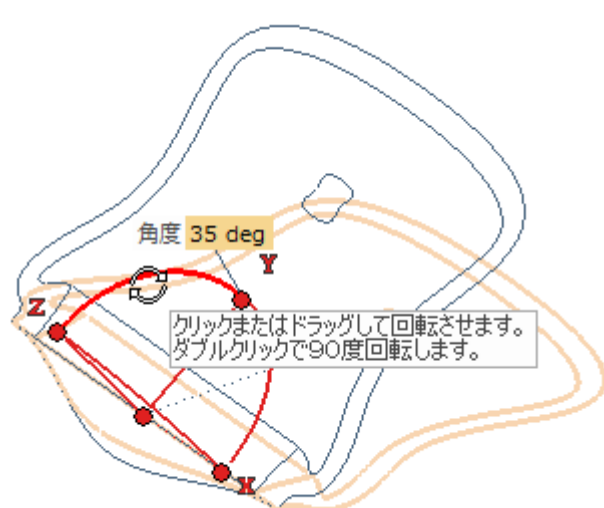 角度 35 deg
Y
Z
クリックまたはドラッグして回転させます。
ダブルクリックで90度回転します。
X